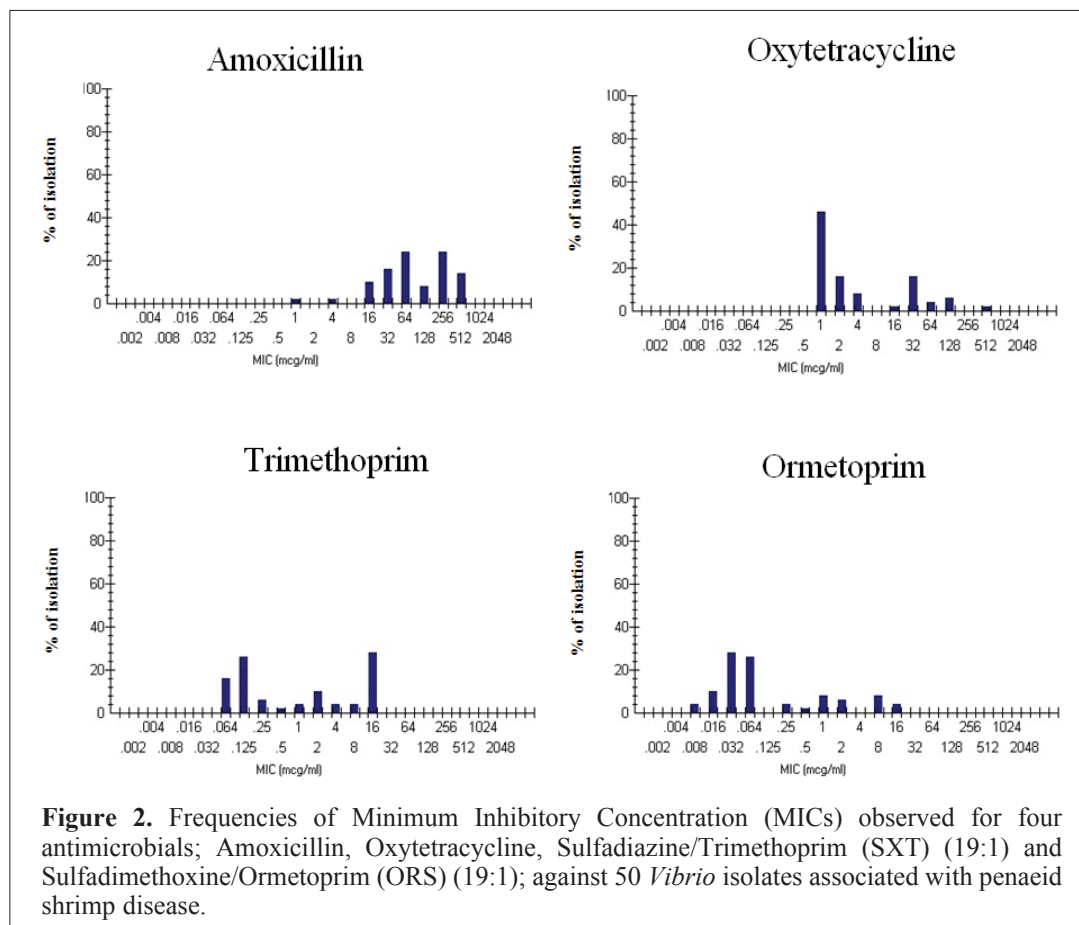 Amoxicillin
% of isolation
100
80
60
40
20
0
.004 .016 .064 .25 1 4 16 64 256 1024
.002 .008 .032 .125 .5 2 8 32 128 512 2048
MIC (mcg/ml)
Oxytetracycline
% of isolation
100
80
60
40
20
0
.004 .016 .064 .25 1 4 16 64 256 1024
.002 .008 .032 .125 .5 2 8 32 128 512 2048
MIC (mcg/ml)
Trimethoprim
% of isolation
100
80
60
40
20
0
.004 .016 .064 .25 1 4 16 64 256 1024
.002 .008 .032 .125 .5 2 8 32 128 512 2048
MIC (mcg/ml)
Ormetoprim
% of isolation
100
80
60
40
20
0
.004 .016 .064 .25 1 4 16 64 256 1024
.002 .008 .032 .125 .5 2 8 32 128 512 2048
MIC (mcg/ml)
Figure 2. Frequencies of Minimum Inhibitory Concentration (MICs) observed for four
antimicrobials; Amoxicillin, Oxytetracycline, Sulfadiazine/Trimethoprim (SXT) (19:1) and
Sulfadimethoxine/Ormetoprim (ORS) (19:1); against 50 Vibrio isolates associated with penaeid
shrimp disease.